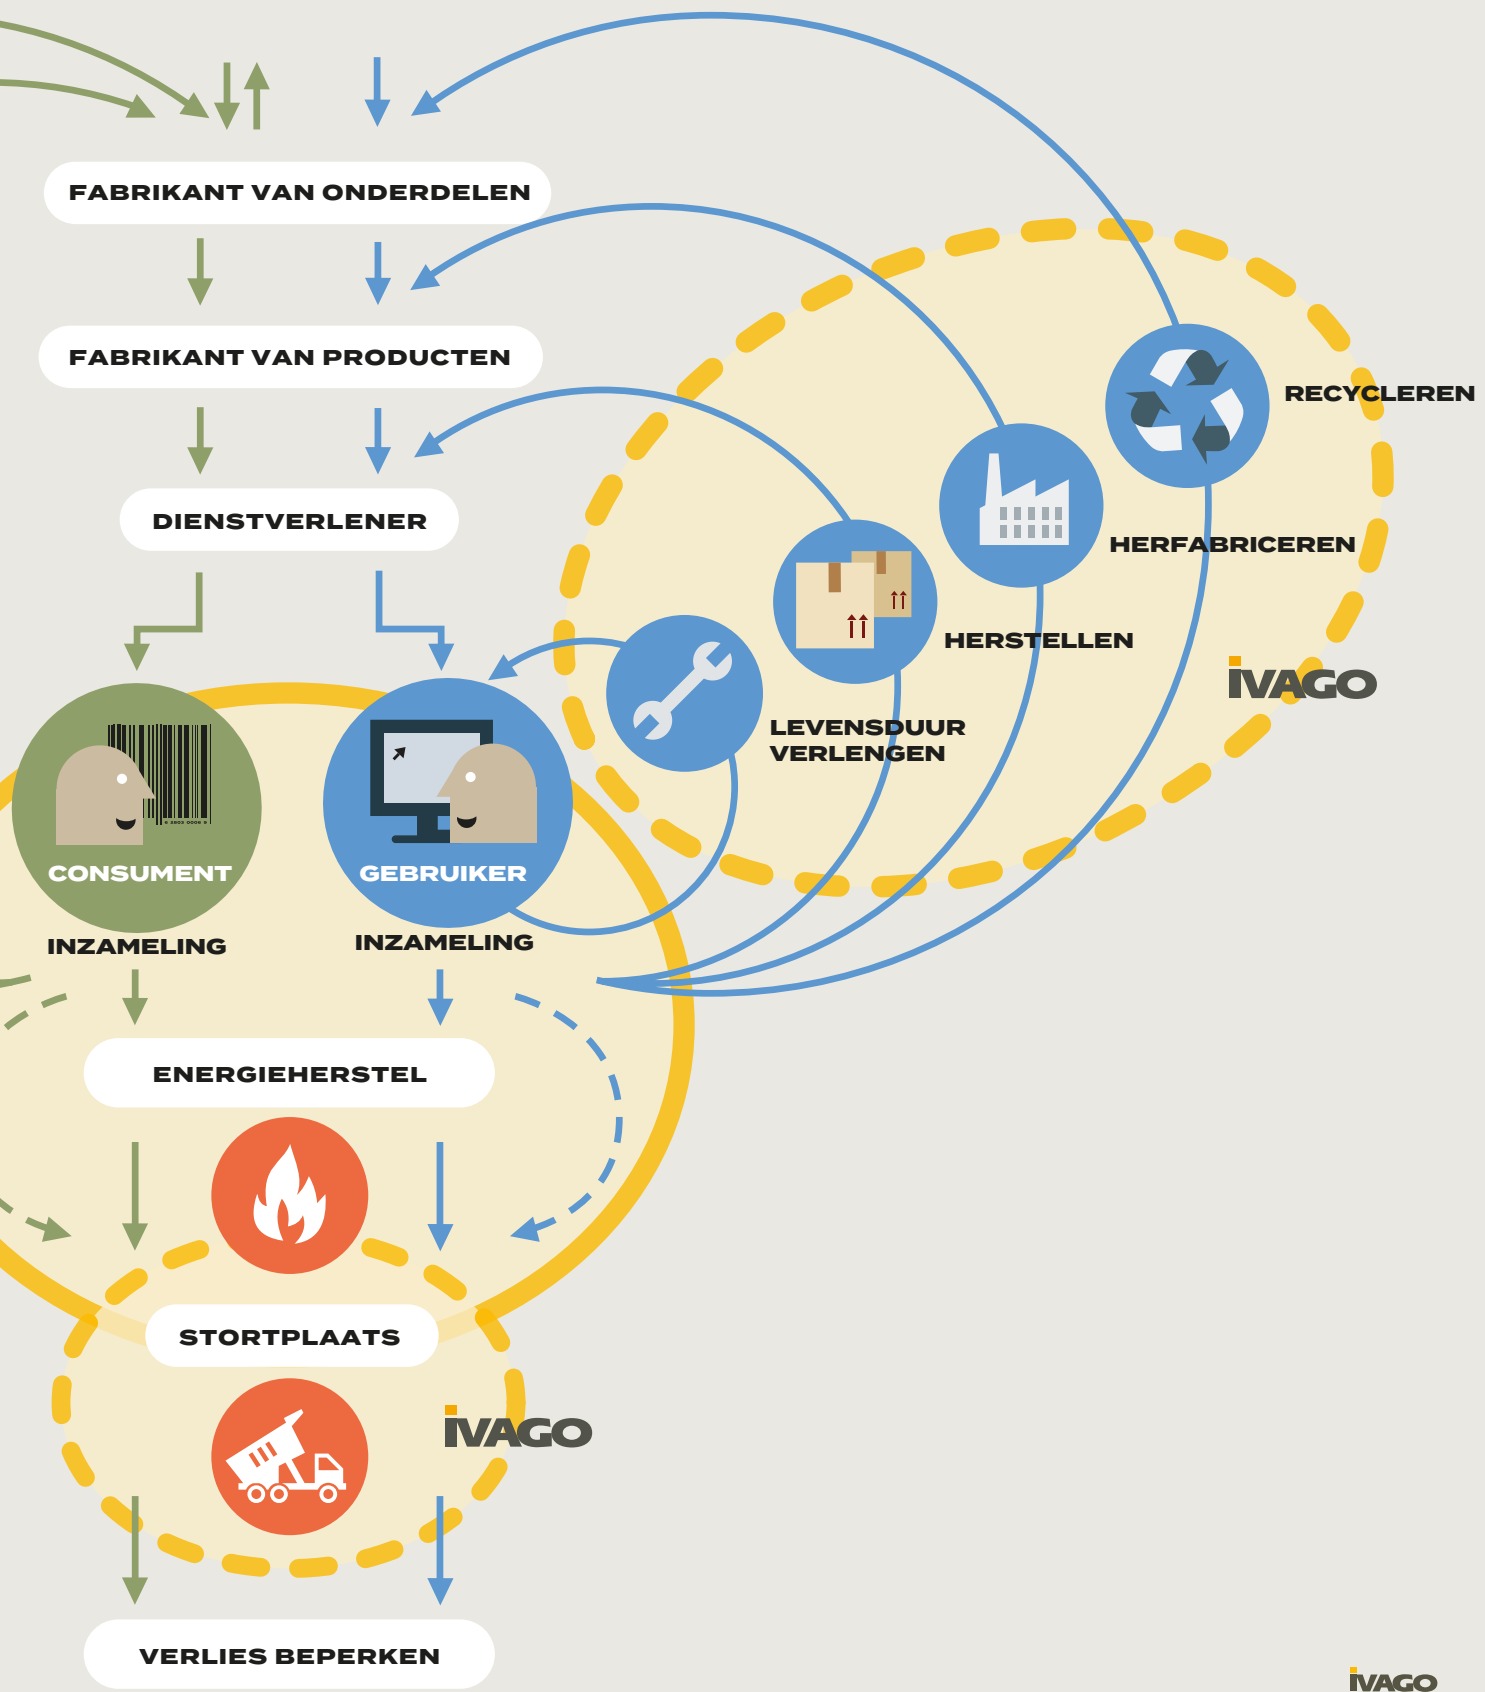 FABRIKANT VAN ONDERDELEN
FABRIKANT VAN PRODUCTEN
RECYCLEREN
DIENSTVERLENER
HERFABRICEREN
HERSTELLEN
iVAGO
LEVENSDUUR
VERLENGEN
CONSUMENT
GEBRUIKER
INZAMELING
INZAMELING
ENERGIEHERSTEL
STORTPLAATS
iVAGO
VERLIES BEPERKEN
iVAGO